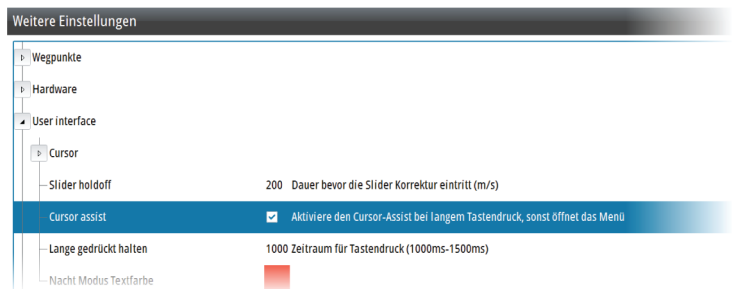 Weitere Einstellungen
Wegpunkte
Hardware
User interface
Cursor
Slider holdoff 200 Dauer bevor die Slider Korrektur eintritt (m/s)
Cursor assist Aktiviere den Cursor-Assist bei langem Tastendruck, sonst öffnet das Menü
Lange gedrückt halten 1000 Zeitraum für Tastendruck (1000ms-1500ms)
Nacht Modus Textfarbe